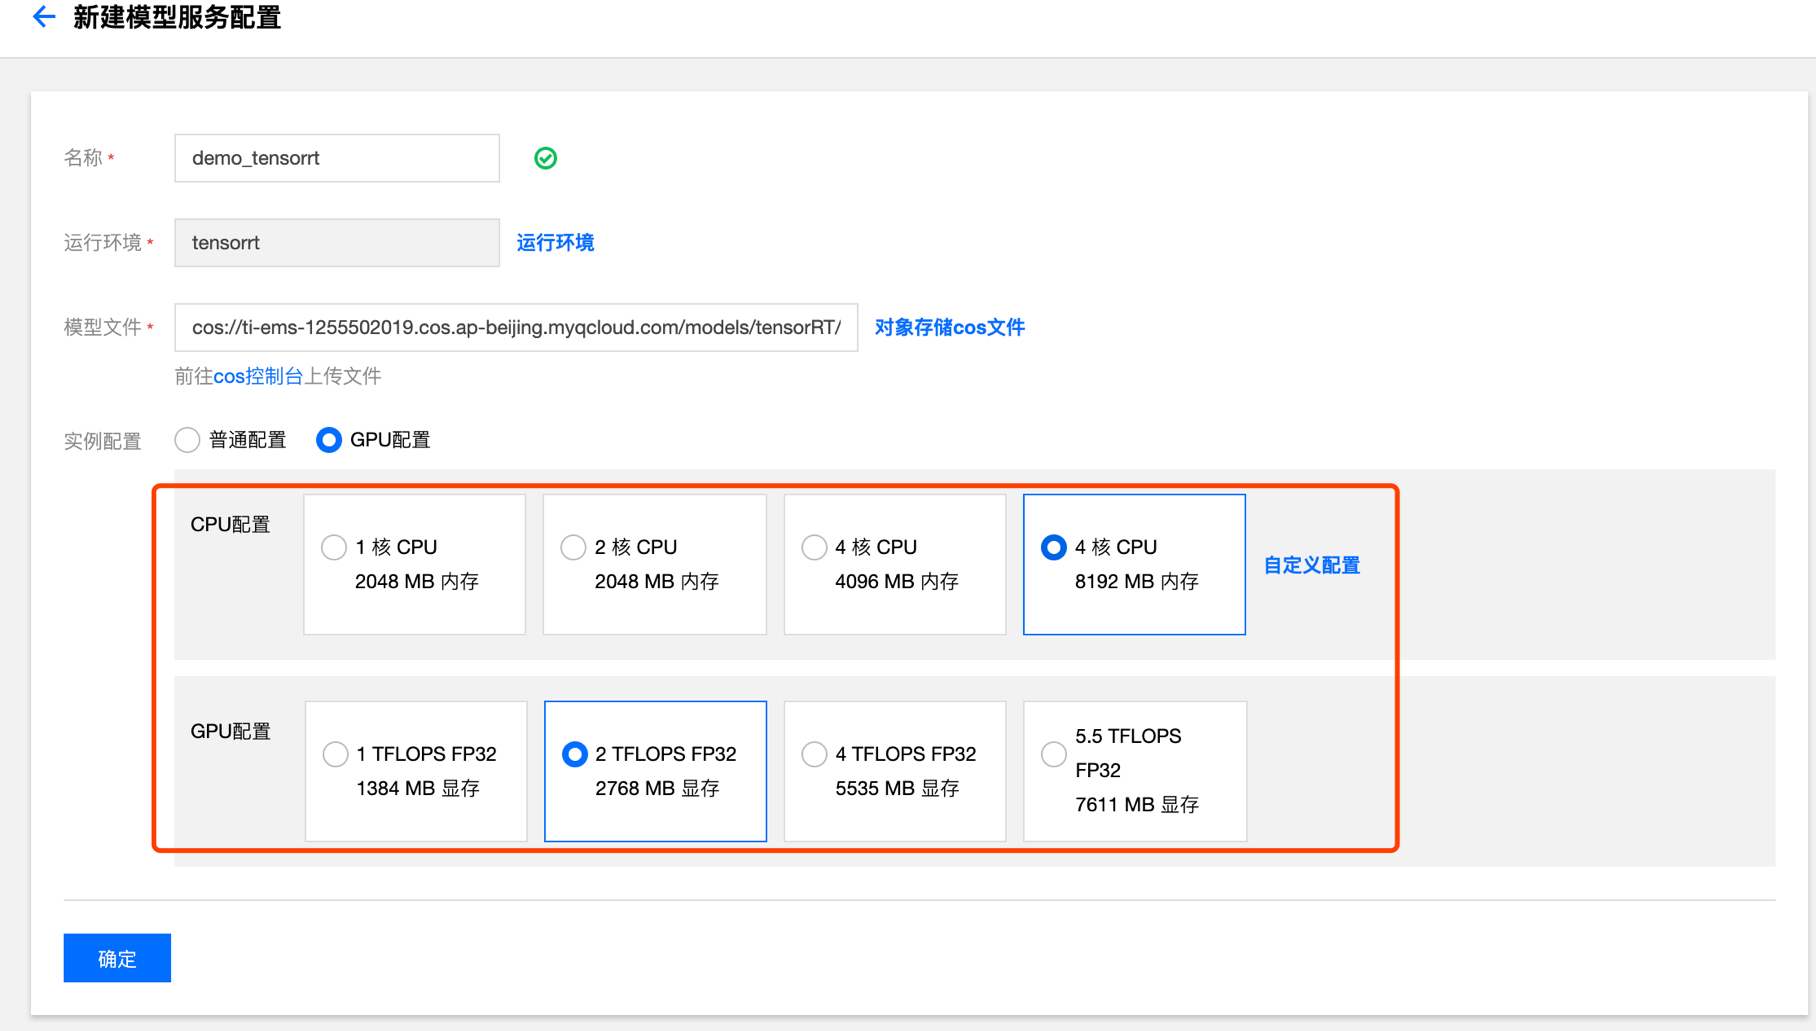 新建模型服务配置
名称 * demo_tensorrt
运行环境 * tensorrt 运行环境
模型文件 * cos://ti-ems-1255502019.cos.ap-beijing.myqcloud.com/models/tensorRT/ 对象存储cos文件
前往cos控制台上传文件
实例配置 普通配置 GPU配置
CPU配置
1 核 CPU
2048 MB 内存
2 核 CPU
2048 MB 内存
4 核 CPU
4096 MB 内存
4 核 CPU
8192 MB 内存
自定义配置
GPU配置
1 TFLOPS FP32
1384 MB 显存
2 TFLOPS FP32
2768 MB 显存
4 TFLOPS FP32
5535 MB 显存
5.5 TFLOPS
FP32
7611 MB 显存
确定